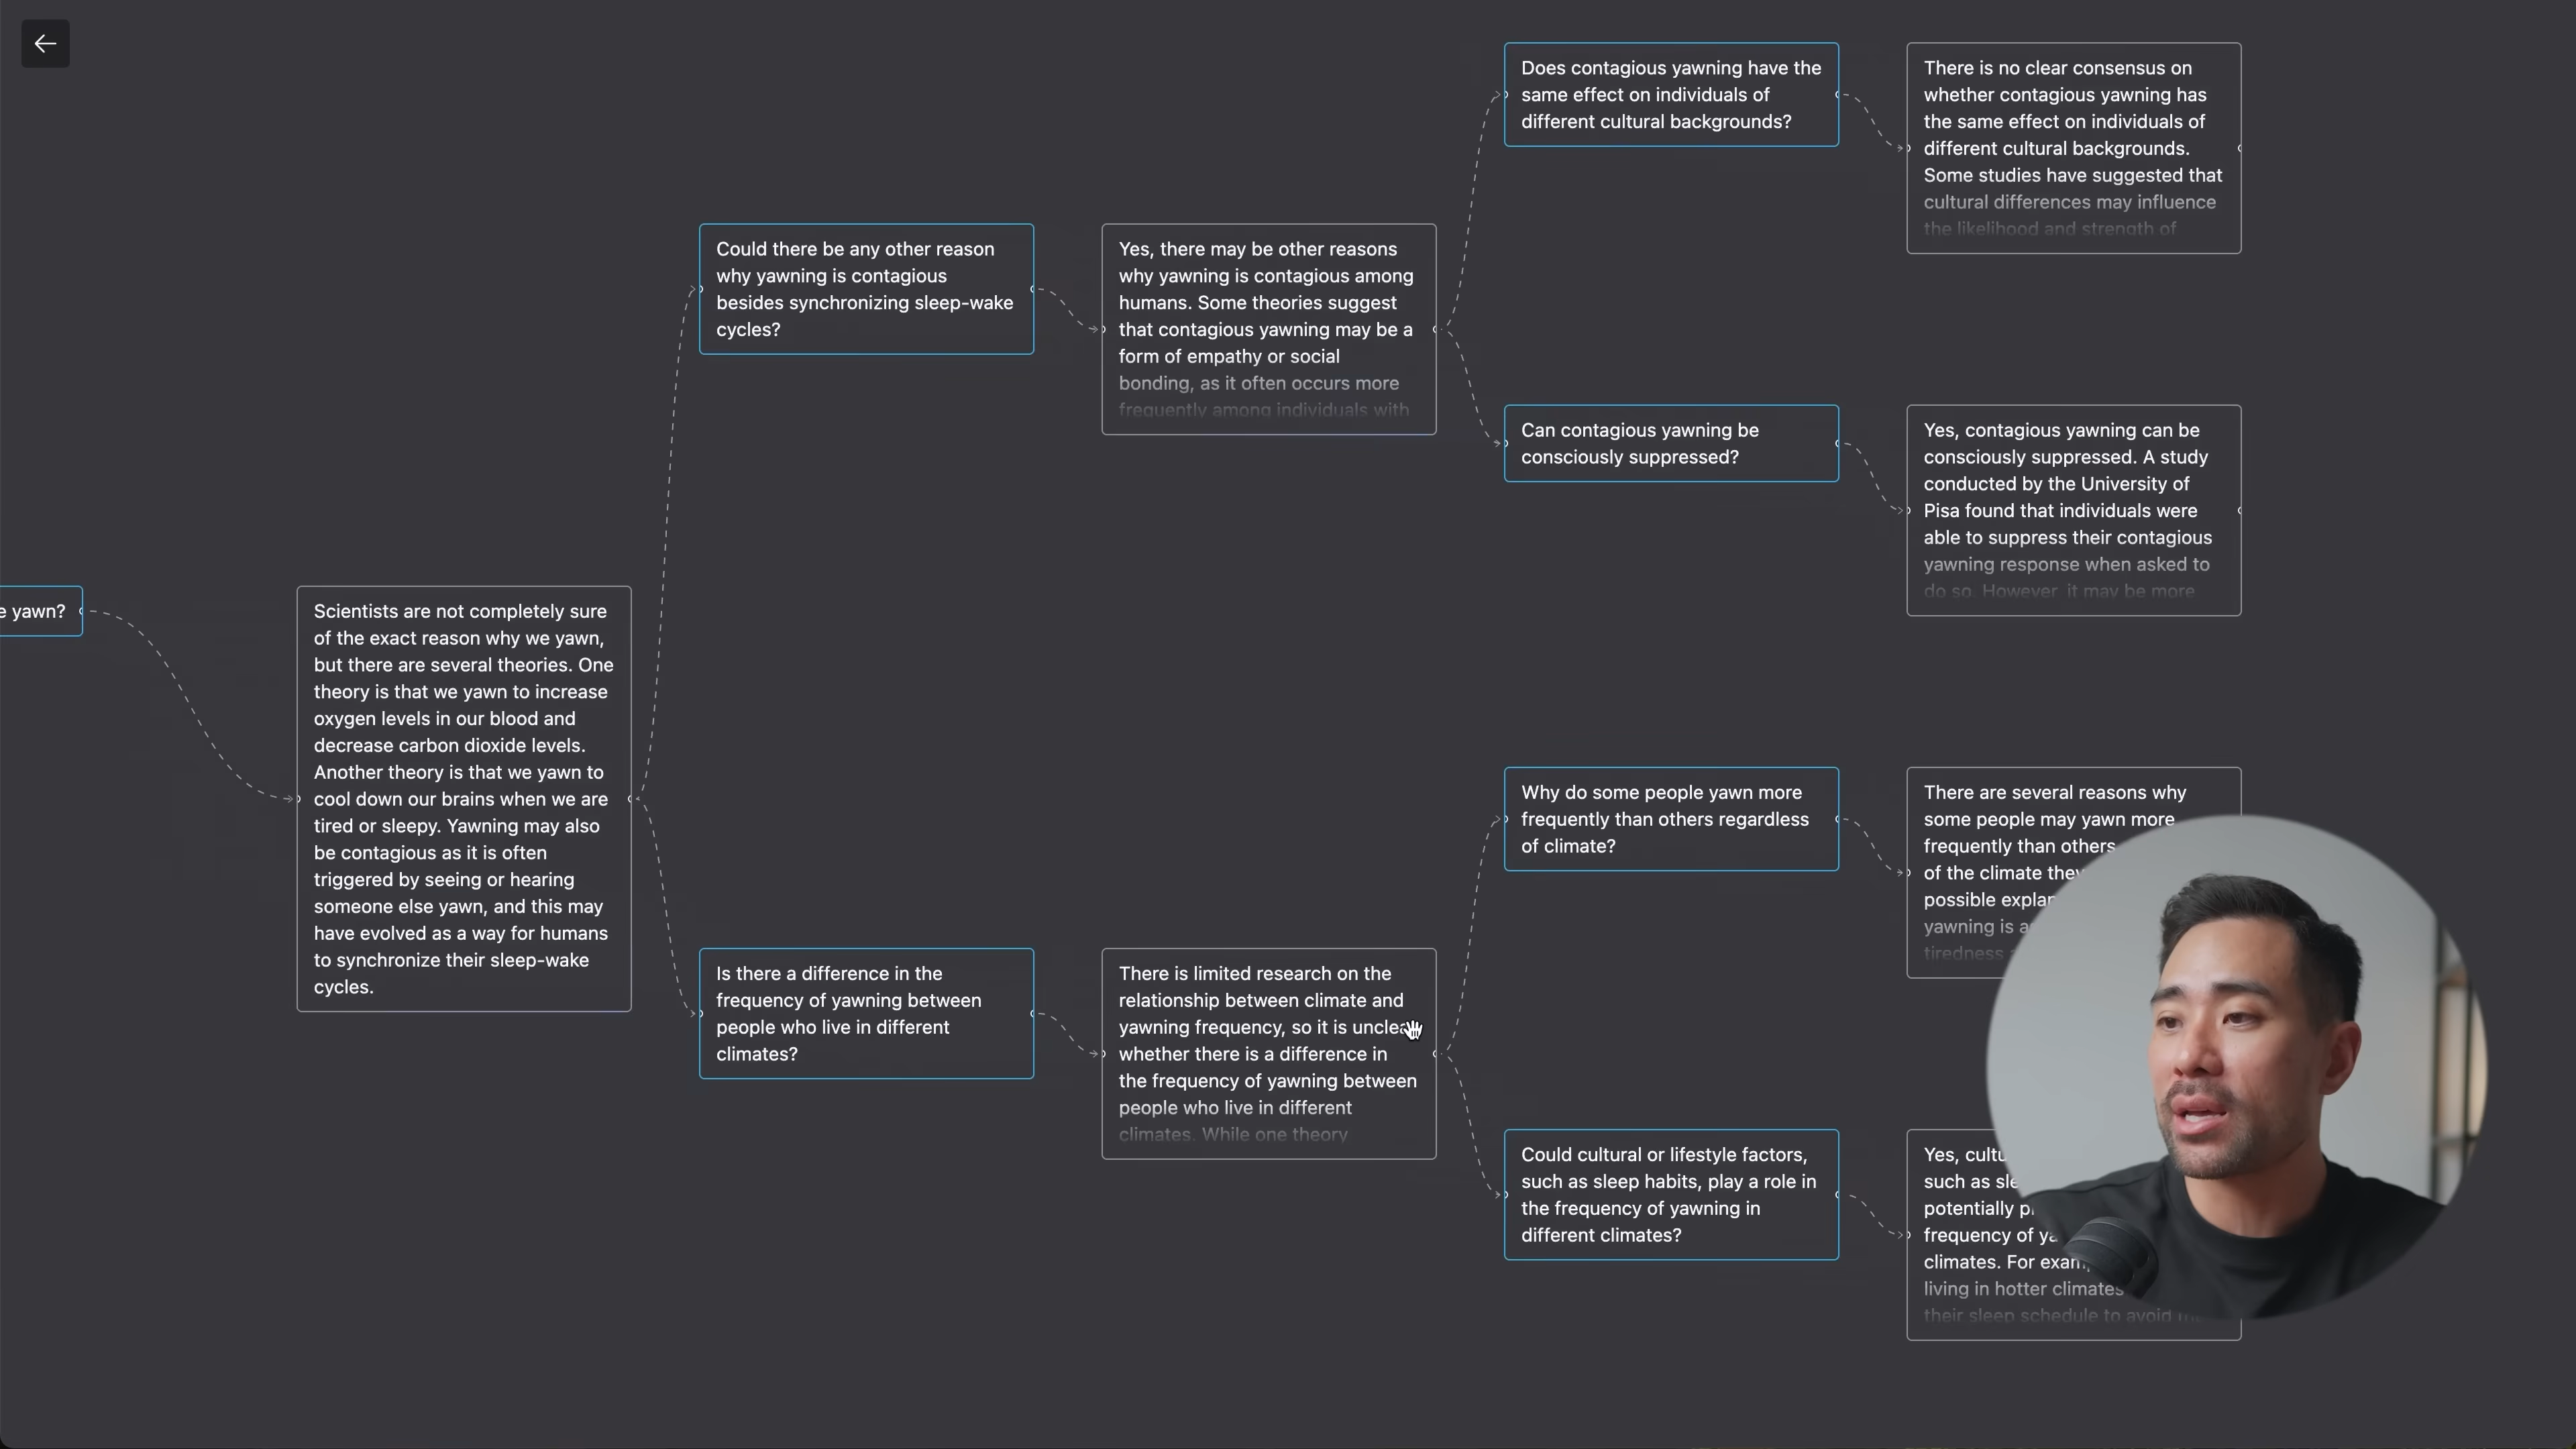 e yawn?
Scientists are not completely sure
of the exact reason why we yawn,
but there are several theories. One
theory is that we yawn to increase
oxygen levels in our blood and
decrease carbon dioxide levels.
Another theory is that we yawn to
cool down our brains when we are
tired or sleepy. Yawning may also
be contagious as it is often
triggered by seeing or hearing
someone else yawn, and this may
have evolved as a way for humans
to synchronize their sleep-wake
cycles.
Could there be any other reason
why yawning is contagious
besides synchronizing sleep-wake
cycles?
Yes, there may be other reasons
why yawning is contagious among
humans. Some theories suggest
that contagious yawning may be a
form of empathy or social
bonding, as it often occurs more
frequently among individuals with
Does contagious yawning have the
same effect on individuals of
different cultural backgrounds?
There is no clear consensus on
whether contagious yawning has
the same effect on individuals of
different cultural backgrounds.
Some studies have suggested that
cultural differences may influence
the likelihood and strength of
Can contagious yawning be
consciously suppressed?
Yes, contagious yawning can be
consciously suppressed. A study
conducted by the University of
Pisa found that individuals were
able to suppress their contagious
yawning response when asked to
do so. However, it may be more
Is there a difference in the
frequency of yawning between
people who live in different
climates?
There is limited research on the
relationship between climate and
yawning frequency, so it is unclea
whether there is a difference in
the frequency of yawning between
people who live in different
climates. While one theory
Why do some people yawn more
frequently than others regardless
of climate?
There are several reasons why
some people may yawn more
frequently than others
of the climate they
possible
yawning is
tiredness
Could cultural or lifestyle factors,
such as sleep habits, play a role in
the frequency of yawning in
different climates?
Yes,
such as
potentially
frequency of
climates. For
living in hotter climates
their sleep schedule to avoid